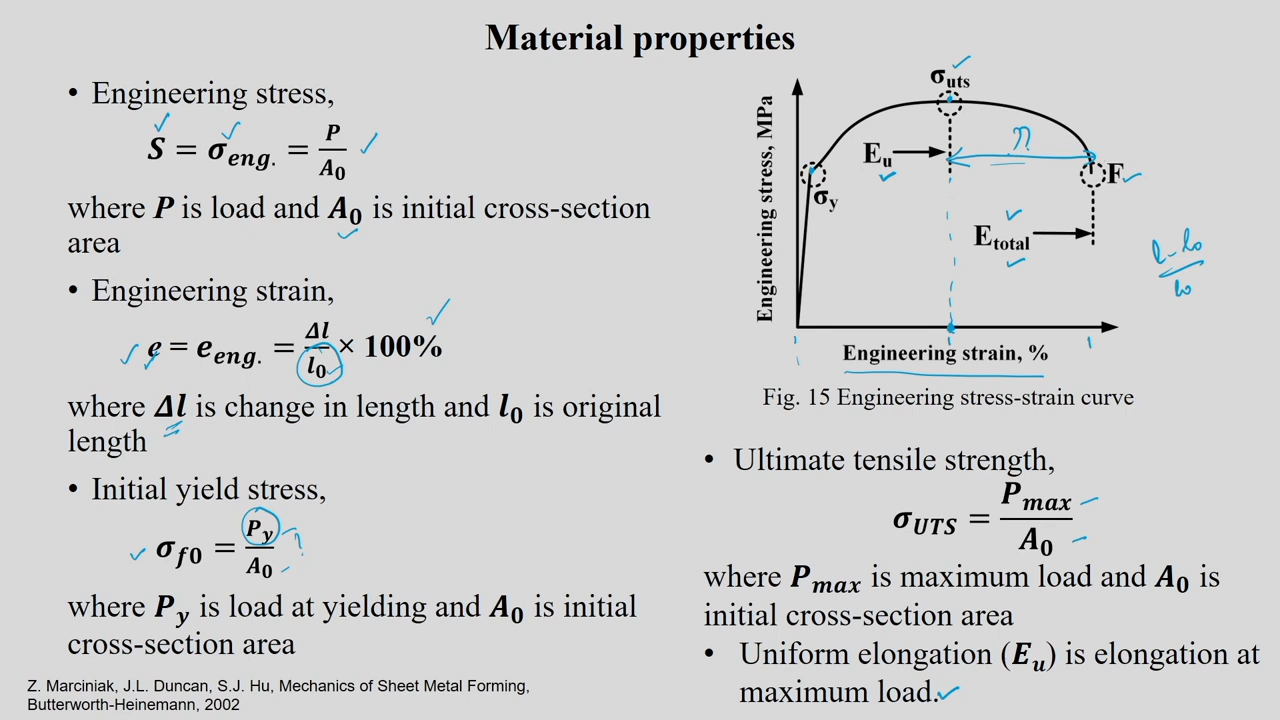 Material properties
• Engineering stress,
S = σeng. = P / A0
where P is load and A0 is initial cross-section
area
• Engineering strain,
e = eeng. = Δl / l0 × 100%
where Δl is change in length and l0 is original
length
• Initial yield stress,
σf0 = Py / A0
where Py is load at yielding and A0 is initial
cross-section area
Z. Marciniak, J.L. Duncan, S.J. Hu, Mechanics of Sheet Metal Forming,
Butterworth-Heinemann, 2002
Engineering stress, MPa
σuts
Eu
F
σy
Etotal
l - l0 / l0
Engineering strain, %
Fig. 15 Engineering stress-strain curve
• Ultimate tensile strength,
σUTS = Pmax / A0
where Pmax is maximum load and A0 is
initial cross-section area
• Uniform elongation (Eu) is elongation at
maximum load.